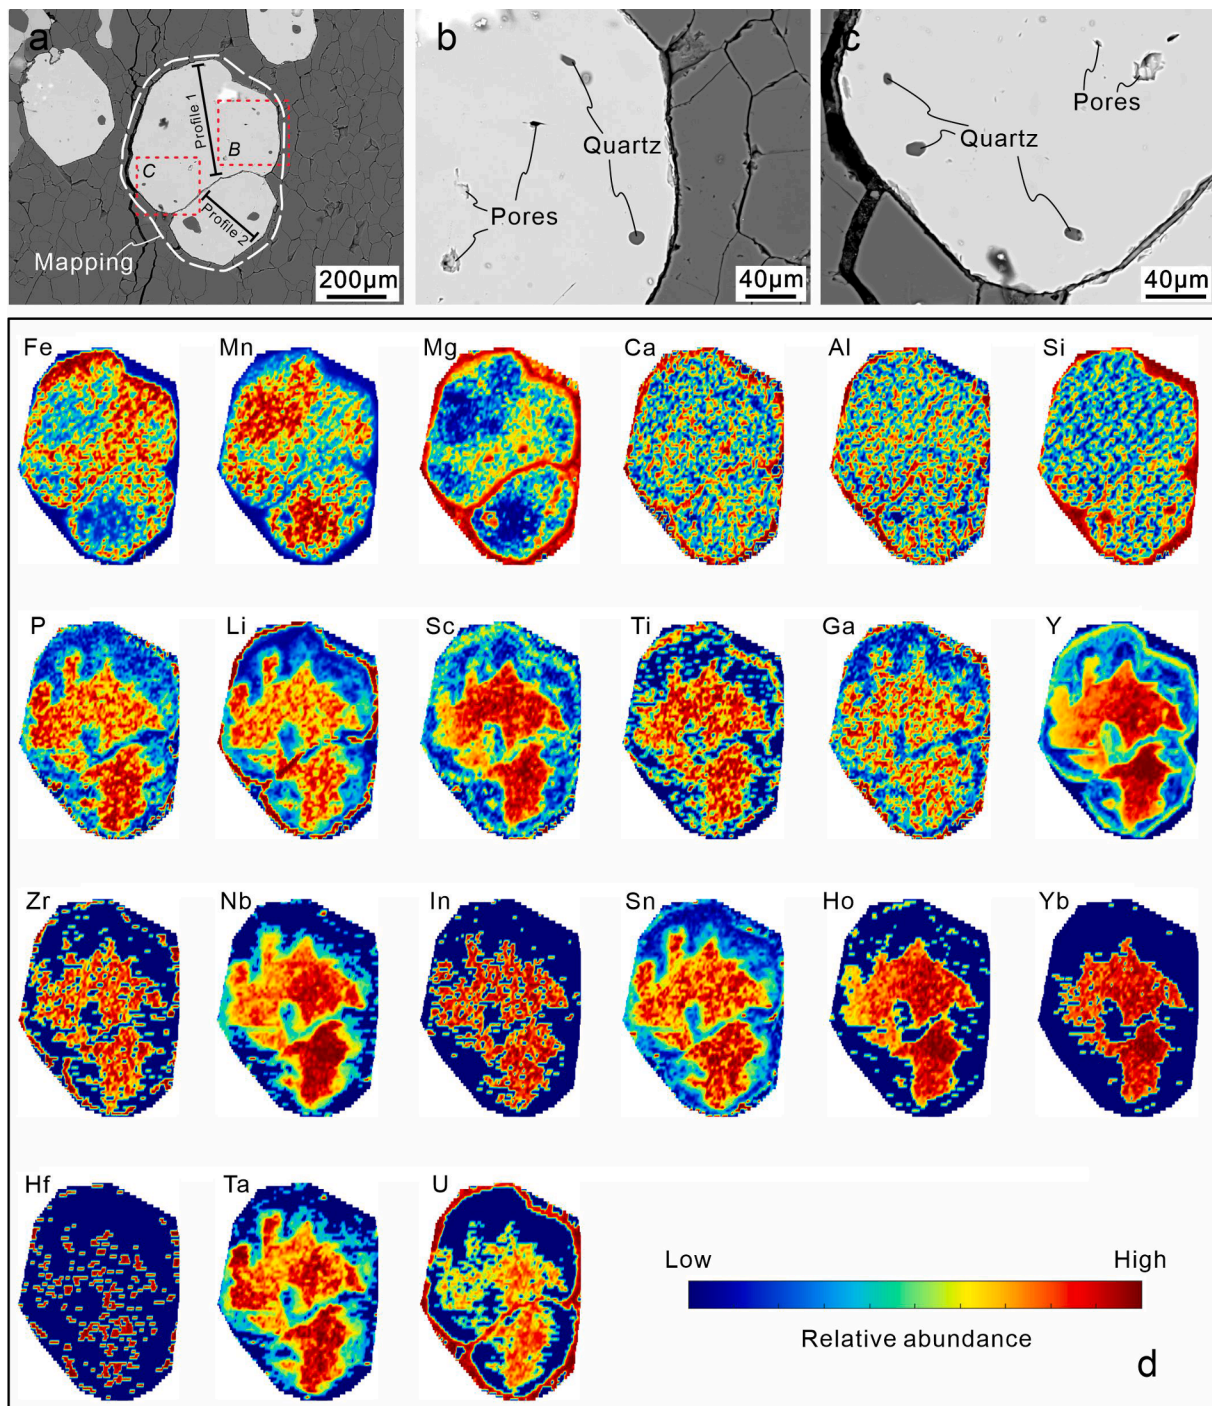 a
Profile 1
B
C
Profile 2
Mapping
200μm
b
Quartz
Pores
40μm
c
Pores
Quartz
40μm
Fe Mn Mg Ca Al Si
P Li Sc Ti Ga Y
Zr Nb In Sn Ho Yb
Hf Ta U
Low High
Relative abundance
d